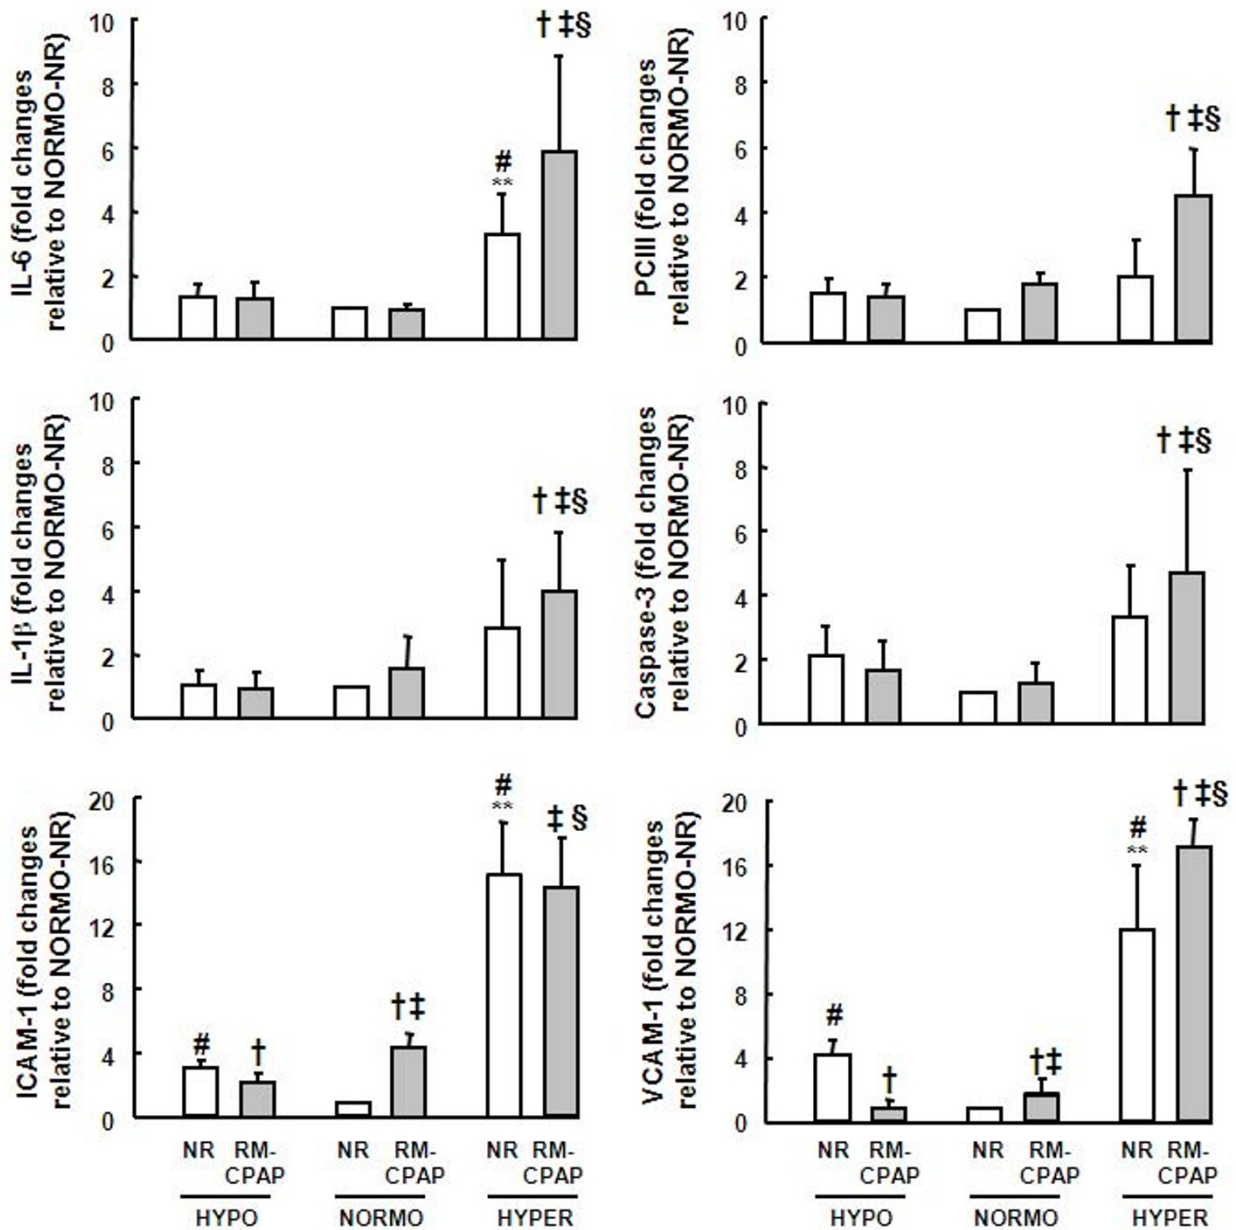 IL-6 (fold changes
relative to NORMO-NR)
10
8
6
4
2
0
#
**
† ‡§
PCIII (fold changes
relative to NORMO-NR)
10
8
6
4
2
0
† ‡§
IL-1β (fold changes
relative to NORMO-NR)
10
8
6
4
2
0
† ‡§
Caspase-3 (fold changes
relative to NORMO-NR)
10
8
6
4
2
0
† ‡§
ICAM-1 (fold changes
relative to NORMO-NR)
20
16
12
8
4
0
#
†
†‡
#
**
‡ §
NR RM-CPAP
NR RM-CPAP
NR RM-CPAP
HYPO NORMO HYPER
VCAM-1 (fold changes
relative to NORMO-NR)
20
16
12
8
4
0
#
†
†‡
#
**
† ‡§
NR RM-CPAP
NR RM-CPAP
NR RM-CPAP
HYPO NORMO HYPER